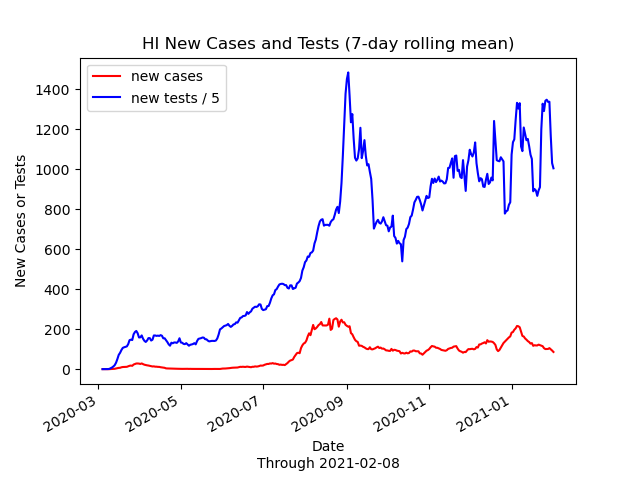 HI New Cases and Tests (7-day rolling mean)
new cases
new tests / 5
New Cases or Tests
1400
1200
1000
800
600
400
200
0
2020-03
2020-05
2020-07
2020-09
2020-11
2021-01
Date
Through 2021-02-08